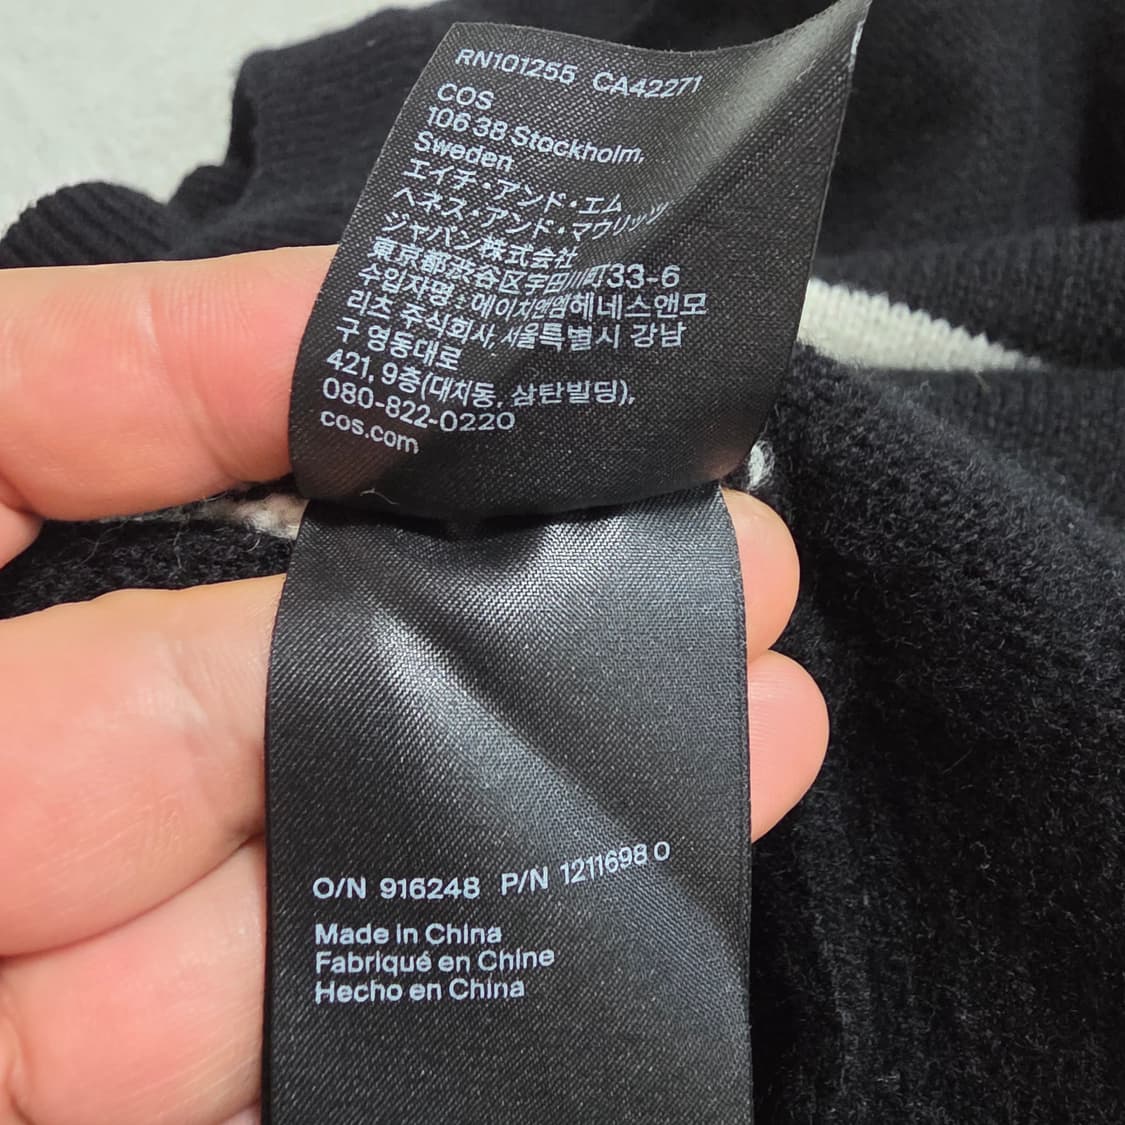 RN101255 CA42271
COS
106 38 Stockholm,
Sweden
エイチ・アンド・エム
ヘネス・アンド・マウリッツ
ジャパン株式会社
東京都渋谷区宇田川町33-6
수입자명 : 에이치앤엠헤네스앤모
리츠 주식회사, 서울특별시 강남
구 영동대로
421, 9층(대치동, 삼탄빌딩),
080-822-0220
cos.com
O/N 916248 P/N 1211698 0
Made in China
Fabriqué en Chine
Hecho en China